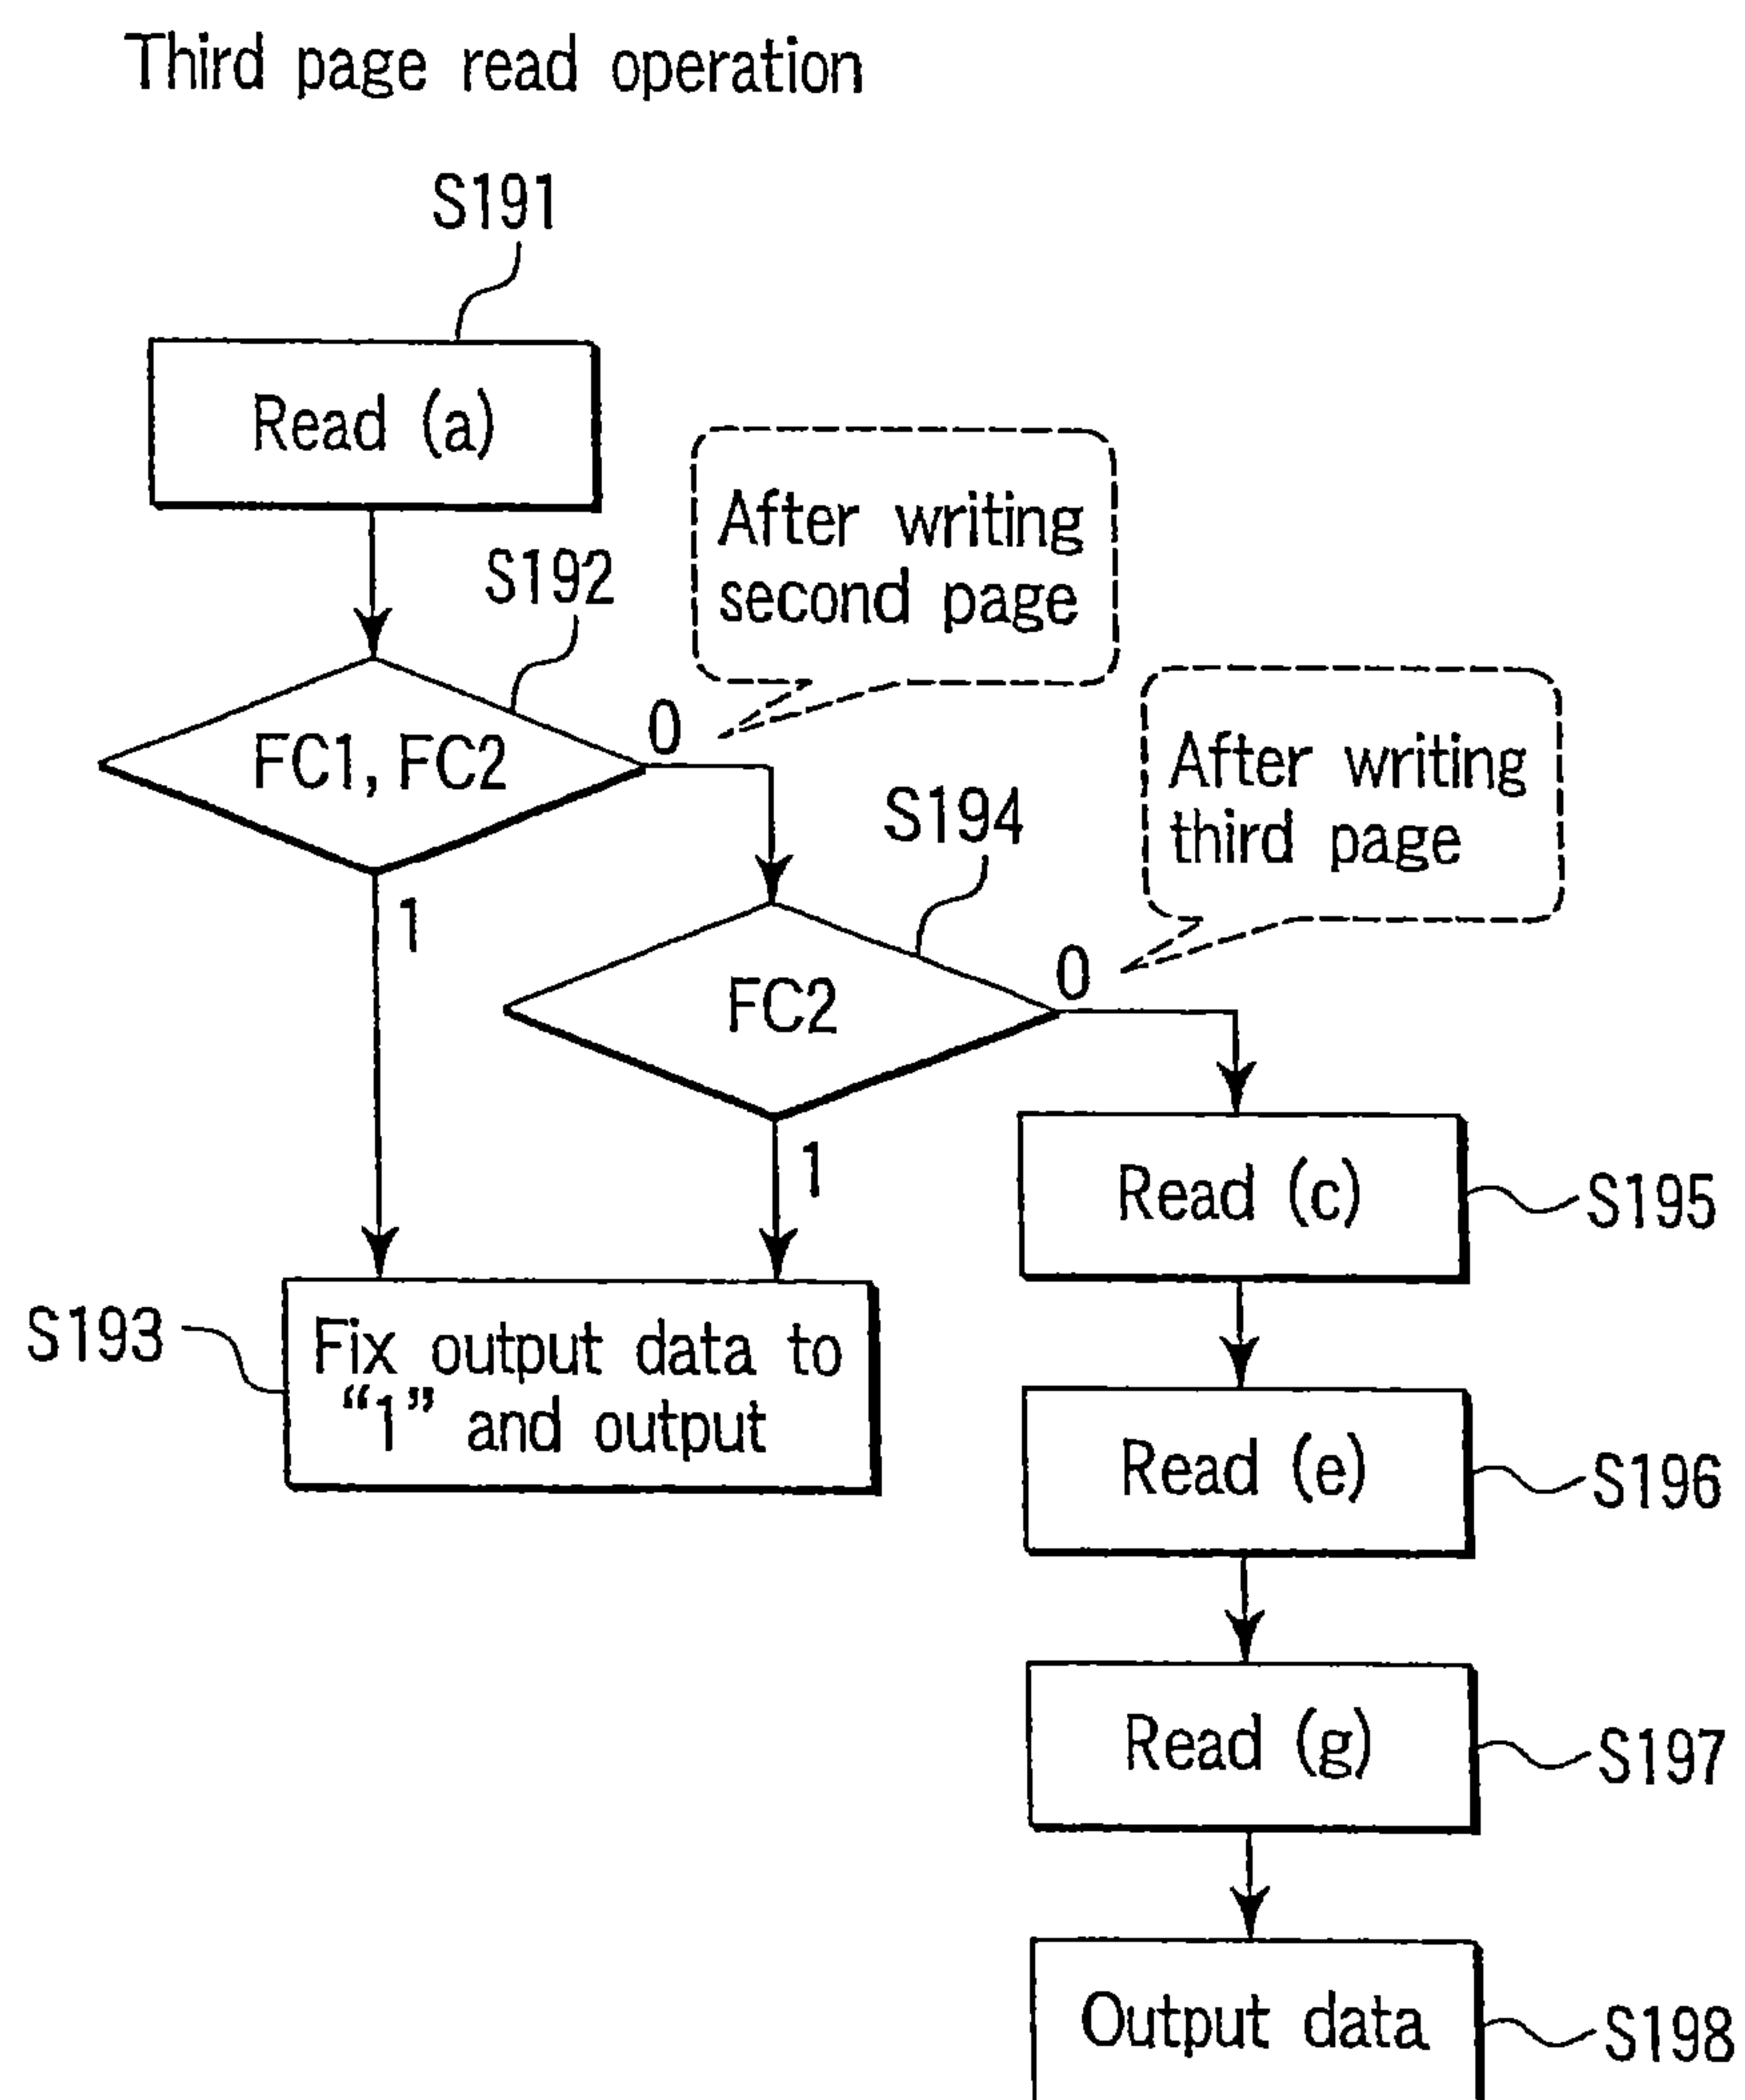 Third page read operation
S191
Read (a)
After writing
second page
S192
0
FC1, FC2
1
After writing
third page
S194
0
FC2
1
Read (c)
S195
S193
Fix output data to
“1” and output
Read (e)
S196
Read (g)
S197
Output data
S198